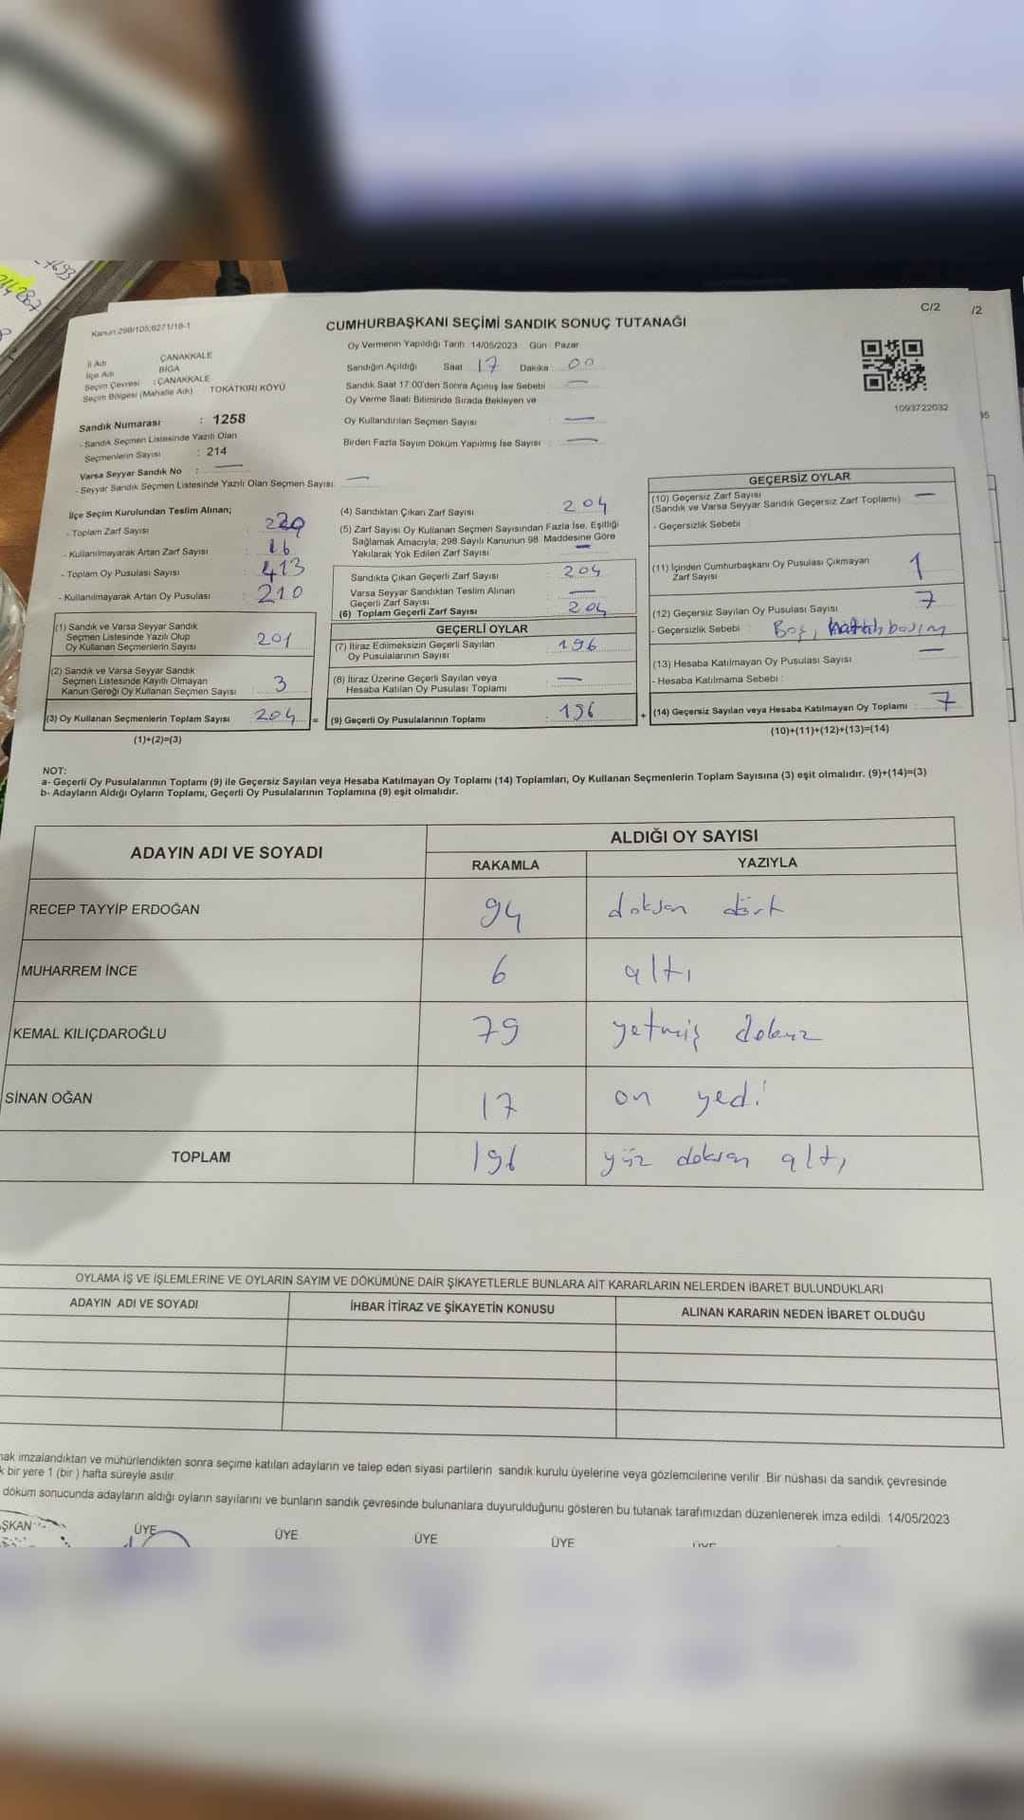 7693
214287
C/2
/2
Kanun:298/105;6271/18-1
CUMHURBAŞKANI SEÇİMİ SANDIK SONUÇ TUTANAĞI
Oy Vermenin Yapıldığı Tarih 14/05/2023 Gün : Pazar
İl Adı ÇANAKKALE
İlçe Adı BİGA
Seçim Çevresi : ÇANAKKALE
Seçim Bölgesi (Mahalle Adı) TOKATKIRI KÖYÜ
Sandığın Açıldığı Saat 17 Dakika : 00
Sandık Saat 17:00'den Sonra Açılmış İse Sebebi —
Oy Verme Saati Bitiminde Sırada Bekleyen ve
Oy Kullandırılan Seçmen Sayısı —
Birden Fazla Sayım Döküm Yapılmış İse Sayısı : —
1093722032
Sandık Numarası : 1258
- Sandık Seçmen Listesinde Yazılı Olan
Seçmenlerin Sayısı : 214
Varsa Seyyar Sandık No : —
- Seyyar Sandık Seçmen Listesinde Yazılı Olan Seçmen Sayısı —
İlçe Seçim Kurulundan Teslim Alınan;
- Toplam Zarf Sayısı
- Kullanılmayarak Artan Zarf Sayısı 16
- Toplam Oy Pusulası Sayısı 413
- Kullanılmayarak Artan Oy Pusulası : 210
(1) Sandık ve Varsa Seyyar Sandık
Seçmen Listesinde Yazılı Olup
Oy Kullanan Seçmenlerin Sayısı 201
(2) Sandık ve Varsa Seyyar Sandık
Seçmen Listesinde Kayıtlı Olmayan
Kanun Gereği Oy Kullanan Seçmen Sayısı 3
(3) Oy Kullanan Seçmenlerin Toplam Sayısı 204 =
(1)+(2)=(3)
(4) Sandıktan Çıkan Zarf Sayısı 204
(5) Zarf Sayısı Oy Kullanan Seçmen Sayısından Fazla İse, Eşitliği
Sağlamak Amacıyla, 298 Sayılı Kanunun 98. Maddesine Göre
Yakılarak Yok Edilen Zarf Sayısı —
Sandıkta Çıkan Geçerli Zarf Sayısı 204
Varsa Seyyar Sandıktan Teslim Alınan
Geçerli Zarf Sayısı —
(6) Toplam Geçerli Zarf Sayısı 204
GEÇERLİ OYLAR
(7) İtiraz Edilmeksizin Geçerli Sayılan
Oy Pusulalarının Sayısı 196
(8) İtiraz Üzerine Geçerli Sayılan veya
Hesaba Katılan Oy Pusulası Toplamı —
(9) Geçerli Oy Pusulalarının Toplamı 196 +
GEÇERSİZ OYLAR
(10) Geçersiz Zarf Sayısı
(Sandık ve Varsa Seyyar Sandık Geçersiz Zarf Toplamı) —
- Geçersizlik Sebebi
(11) İçinden Cumhurbaşkanı Oy Pusulası Çıkmayan
Zarf Sayısı 1
(12) Geçersiz Sayılan Oy Pusulası Sayısı 7
- Geçersizlik Sebebi : Boş, hatalı basım
(13) Hesaba Katılmayan Oy Pusulası Sayısı —
- Hesaba Katılmama Sebebi :
(14) Geçersiz Sayılan veya Hesaba Katılmayan Oy Toplamı 7
(10)+(11)+(12)+(13)=(14)
NOT:
a- Geçerli Oy Pusulalarının Toplamı (9) ile Geçersiz Sayılan veya Hesaba Katılmayan Oy Toplamı (14) Toplamları, Oy Kullanan Seçmenlerin Toplam Sayısına (3) eşit olmalıdır. (9)+(14)=(3)
b- Adayların Aldığı Oyların Toplamı, Geçerli Oy Pusulalarının Toplamına (9) eşit olmalıdır.
ADAYIN ADI VE SOYADI
ALDIĞI OY SAYISI
RAKAMLA YAZIYLA
RECEP TAYYİP ERDOĞAN 94 doksan dört
MUHARREM İNCE 6 altı
KEMAL KILIÇDAROĞLU 79 yetmiş dokuz
SİNAN OĞAN 17 on yedi
TOPLAM 196 yüz doksan altı
OYLAMA İŞ VE İŞLEMLERİNE VE OYLARIN SAYIM VE DÖKÜMÜNE DAİR ŞİKAYETLERLE BUNLARA AİT KARARLARIN NELERDEN İBARET BULUNDUKLARI
ADAYIN ADI VE SOYADI İHBAR İTİRAZ VE ŞİKAYETİN KONUSU ALINAN KARARIN NEDEN İBARET OLDUĞU
imzalandıktan ve mühürlendikten sonra seçime katılan adayların ve talep eden siyasi partilerin sandık kurulu üyelerine veya gözlemcilerine verilir. Bir nüshası da sandık çevresinde
bir yere 1 (bir ) hafta süreyle asılır.
döküm sonucunda adayların aldığı oyların sayılarını ve bunların sandık çevresinde bulunanlara duyurulduğunu gösteren bu tutanak tarafımızdan düzenlenerek imza edildi. 14/05/2023
ŞKAN ÜYE ÜYE ÜYE ÜYE